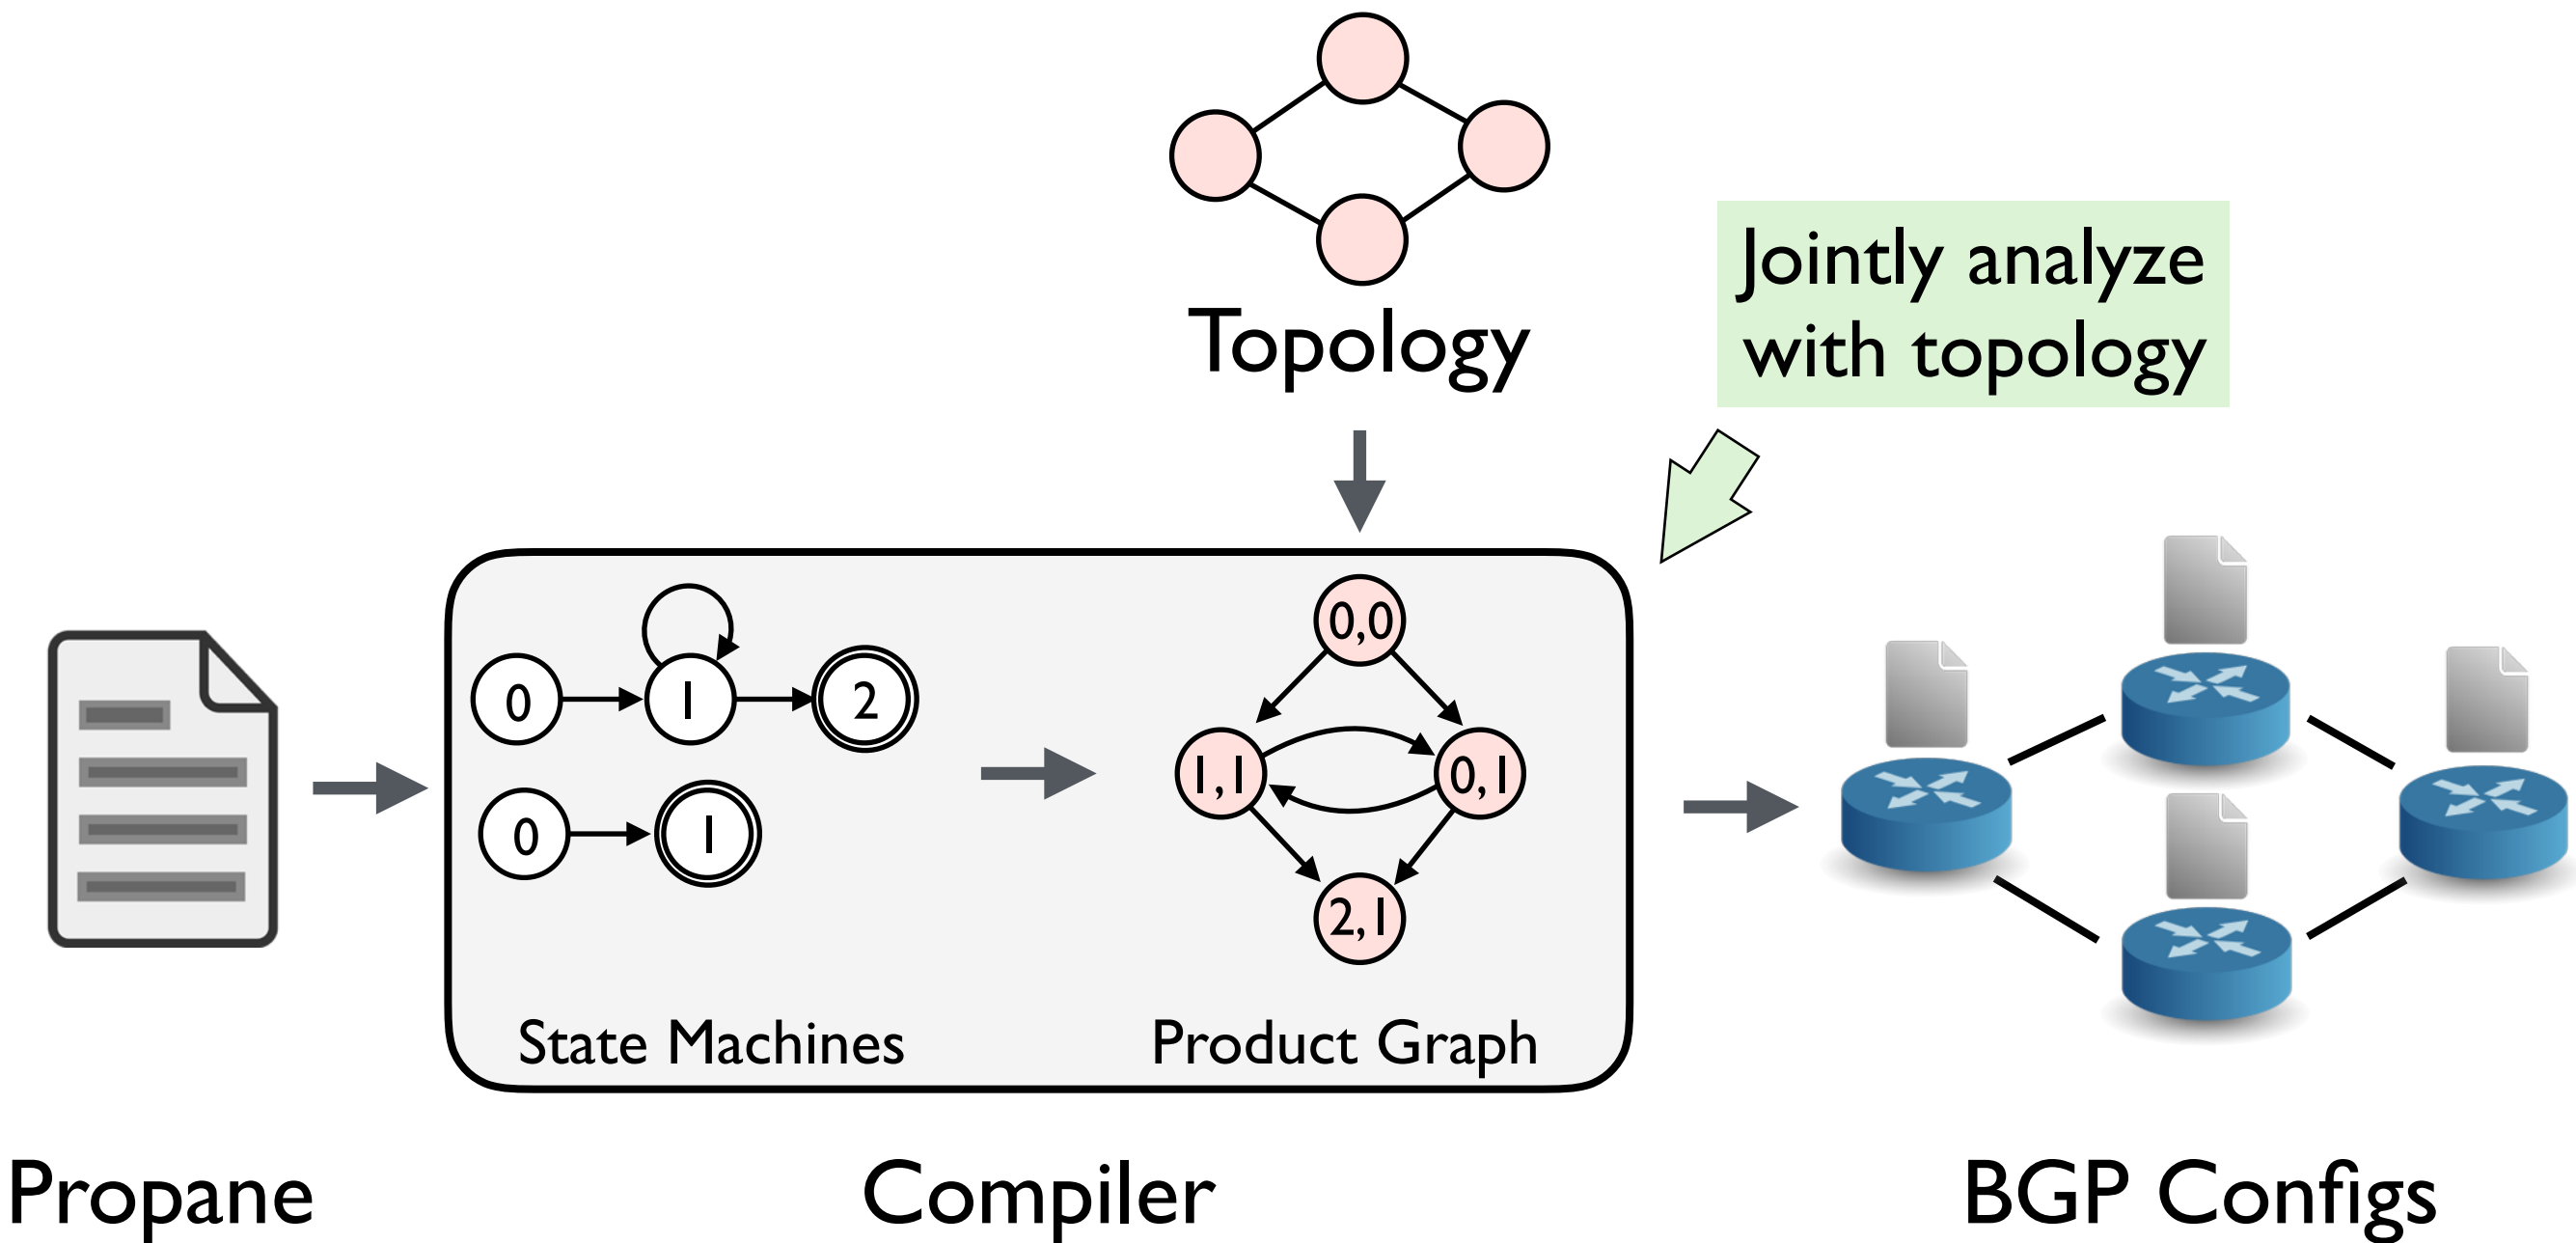 Topology
Jointly analyze
with topology
0
1
2
0
1
0,0
1,1
0,1
2,1
State Machines
Product Graph
Propane
Compiler
BGP Configs